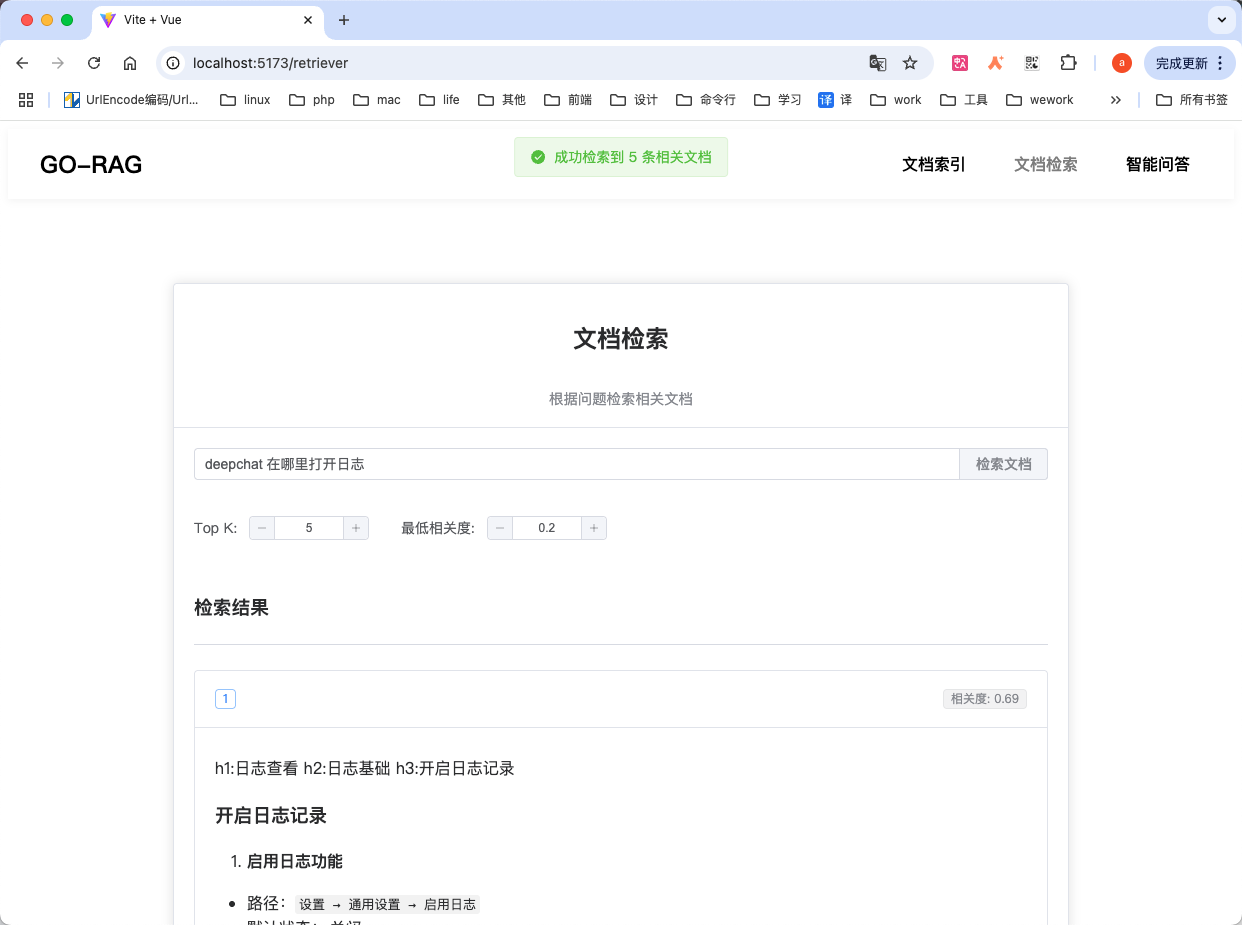 Vite + Vue
localhost:5173/retriever
a
完成更新
UrlEncode编码/Url...
linux
php
mac
life
其他
前端
设计
命令行
学习
译 译
work
工具
wework
所有书签
GO-RAG
成功检索到 5 条相关文档
文档索引
文档检索
智能问答
文档检索
根据问题检索相关文档
deepchat 在哪里打开日志
检索文档
Top K: − 5 +
最低相关度: − 0.2 +
检索结果
1
相关度: 0.69
h1:日志查看 h2:日志基础 h3:开启日志记录
开启日志记录
1. 启用日志功能
• 路径： 设置 → 通用设置 → 启用日志